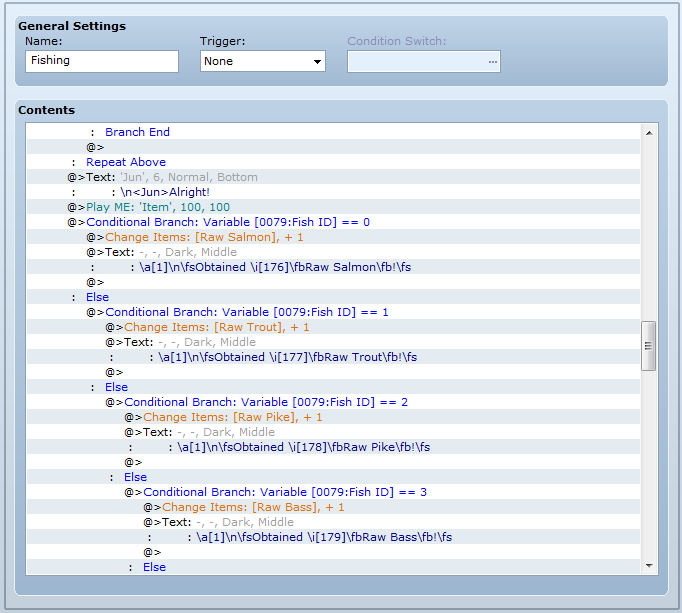 General Settings
Name: Trigger: Condition Switch:
Fishing None ...
Contents
: Branch End
@>
: Repeat Above
@>Text: 'Jun', 6, Normal, Bottom
: : \n<Jun>Alright!
@>Play ME: 'Item', 100, 100
@>Conditional Branch: Variable [0079:Fish ID] == 0
@>Change Items: [Raw Salmon], + 1
@>Text: -, -, Dark, Middle
: : \a[1]\n\fsObtained \i[176]\fbRaw Salmon\fb!\fs
@>
: Else
@>Conditional Branch: Variable [0079:Fish ID] == 1
@>Change Items: [Raw Trout], + 1
@>Text: -, -, Dark, Middle
: : \a[1]\n\fsObtained \i[177]\fbRaw Trout\fb!\fs
@>
: Else
@>Conditional Branch: Variable [0079:Fish ID] == 2
@>Change Items: [Raw Pike], + 1
@>Text: -, -, Dark, Middle
: : \a[1]\n\fsObtained \i[178]\fbRaw Pike\fb!\fs
@>
: Else
@>Conditional Branch: Variable [0079:Fish ID] == 3
@>Change Items: [Raw Bass], + 1
@>Text: -, -, Dark, Middle
: : \a[1]\n\fsObtained \i[179]\fbRaw Bass\fb!\fs
@>
: Else